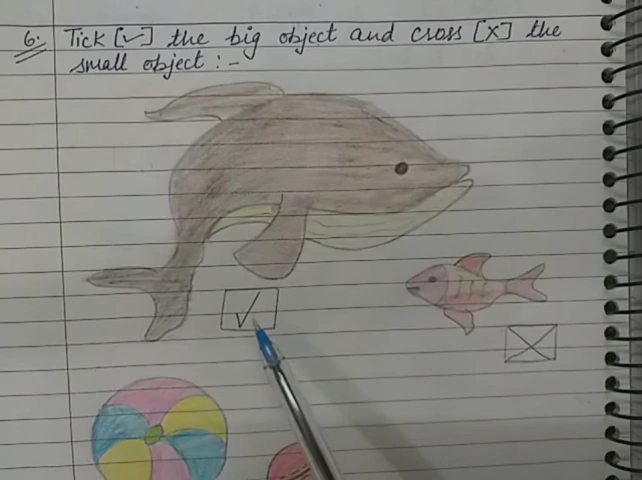 6. Tick [✓] the big object and cross [X] the
small object : -